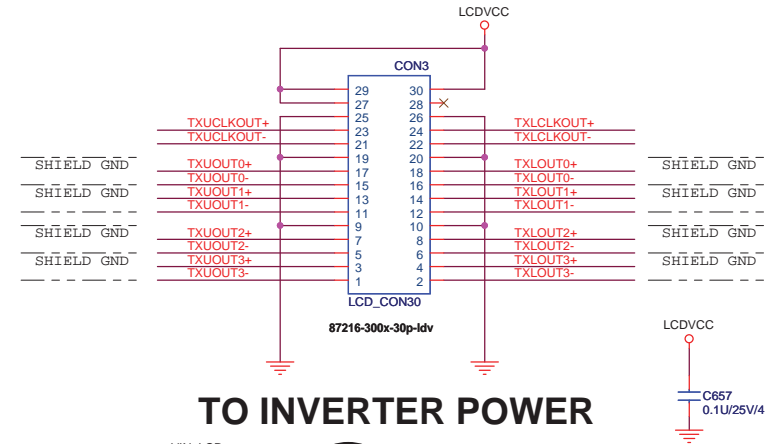 LCDVCC
CON3
29 30
27 28
25 26
TXUCLKOUT+ 23 24 TXLCLKOUT+
TXUCLKOUT- 21 22 TXLCLKOUT-
19 20
SHIELD GND TXUOUT0+ 17 18 TXLOUT0+ SHIELD GND
TXUOUT0- 15 16 TXLOUT0-
SHIELD GND TXUOUT1+ 13 14 TXLOUT1+ SHIELD GND
TXUOUT1- 11 12 TXLOUT1-
9 10
SHIELD GND TXUOUT2+ 7 8 TXLOUT2+ SHIELD GND
TXUOUT2- 5 6 TXLOUT2-
SHIELD GND TXUOUT3+ 3 4 TXLOUT3+ SHIELD GND
TXUOUT3- 1 2 TXLOUT3-
LCD_CON30
87216-300x-30p-ldv
LCDVCC
C657
0.1U/25V/4
TO INVERTER POWER